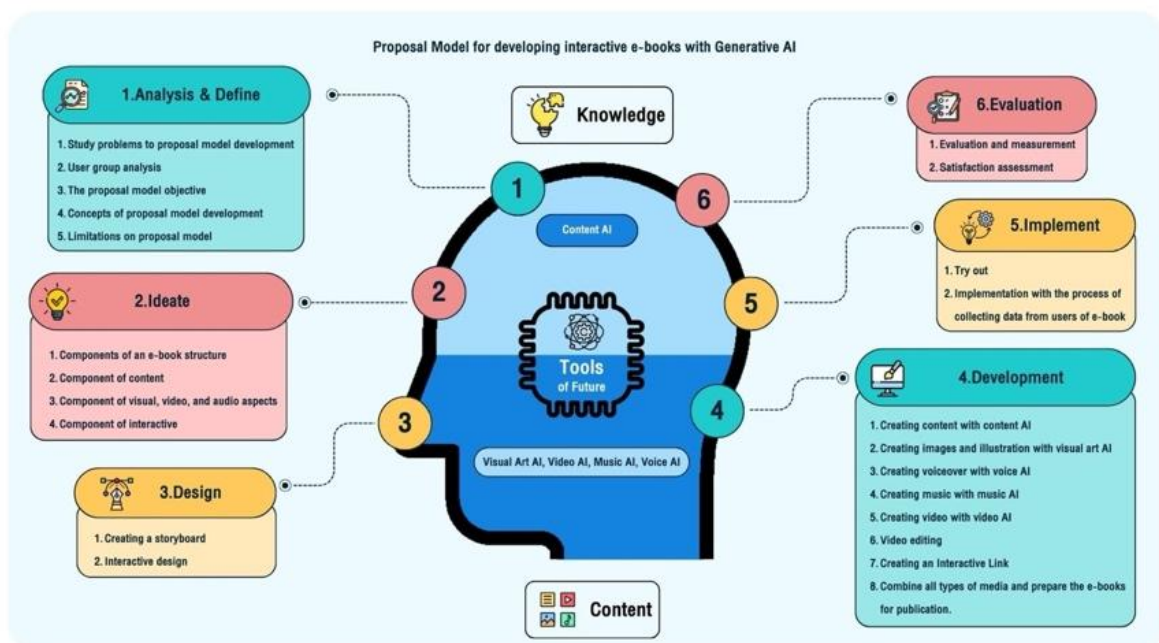 Proposal Model for developing interactive e-books with Generative AI
1.Analysis & Define
1. Study problems to proposal model development
2. User group analysis
3. The proposal model objective
4. Concepts of proposal model development
5. Limitations on proposal model
2.Ideate
1. Components of an e-book structure
2. Component of content
3. Component of visual, video, and audio aspects
4. Component of interactive
3.Design
1. Creating a storyboard
2. Interactive design
Knowledge
1
2
3
4
5
6
Content AI
Tools
of Future
Visual Art AI, Video AI, Music AI, Voice AI
Content
6.Evaluation
1. Evaluation and measurement
2. Satisfaction assessment
5.Implement
1. Try out
2. Implementation with the process of
collecting data from users of e-book
4.Development
1. Creating content with content AI
2. Creating images and illustration with visual art AI
3. Creating voiceover with voice AI
4. Creating music with music AI
5. Creating video with video AI
6. Video editing
7. Creating an Interactive Link
8. Combine all types of media and prepare the e-books
for publication.